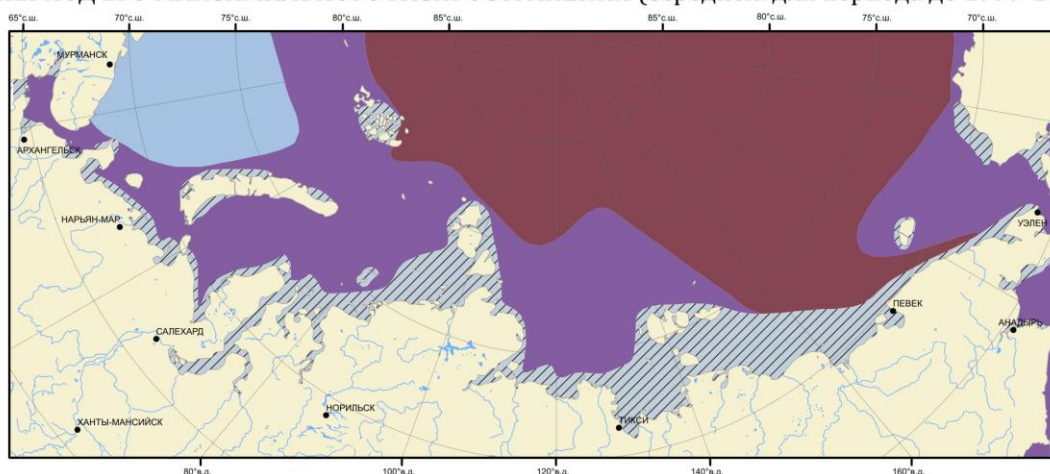 65°с.ш. 70°с.ш. 75°с.ш. 80°с.ш. 85°с.ш. 85°с.ш. 80°с.ш. 75°с.ш. 70°с.ш.
МУРМАНСК
АРХАНГЕЛЬСК
НАРЬЯН-МАР
УЭЛЕН
ПЕВЕК
АНАДЫРЬ
САЛЕХАРД
НОРИЛЬСК
ХАНТЫ-МАНСИЙСК
ТИКСИ
80°в.д. 100°в.д. 120°в.д. 140°в.д. 160°в.д.